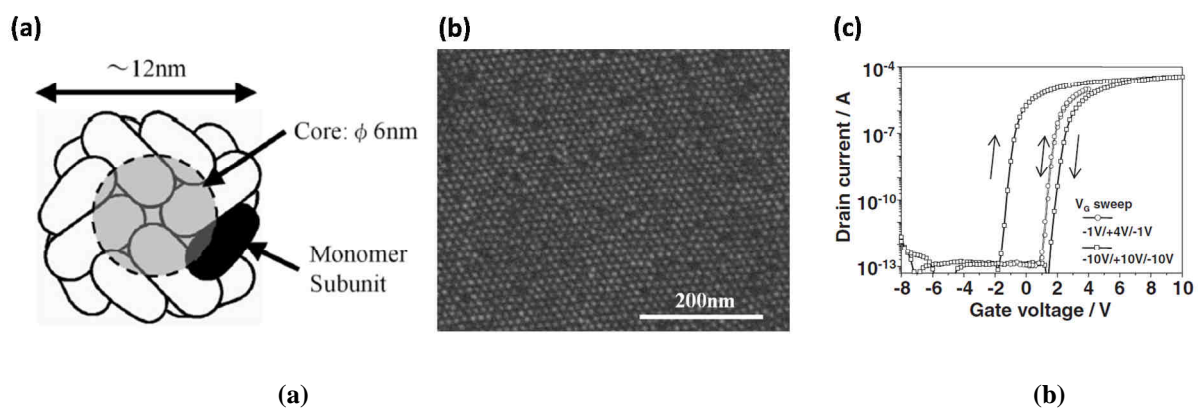 (a)
~12nm
Core: ϕ 6nm
Monomer
Subunit
(b)
200nm
(c)
Drain current / A
10-4
10-7
10-10
10-13
V_G sweep
-1V/+4V/-1V
-10V/+10V/-10V
-8 -6 -4 -2 0 2 4 6 8 10
Gate voltage / V
(a)
(b)